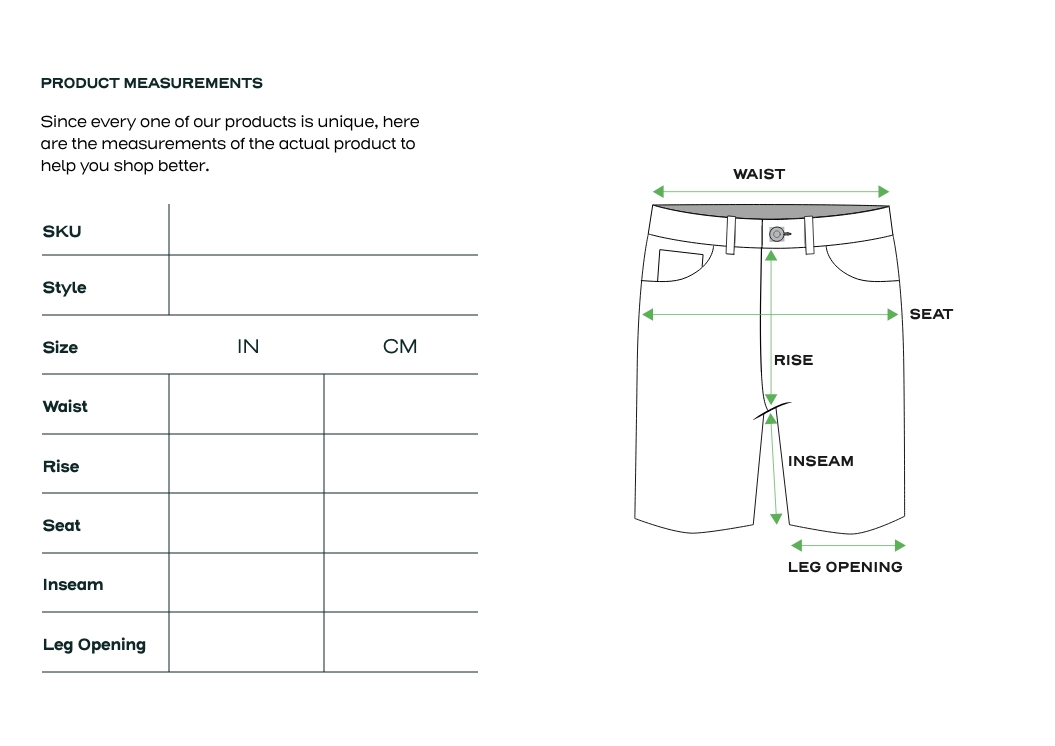 PRODUCT MEASUREMENTS
Since every one of our products is unique, here
are the measurements of the actual product to
help you shop better.
SKU
Style
Size IN CM
Waist
Rise
Seat
Inseam
Leg Opening
WAIST
SEAT
RISE
INSEAM
LEG OPENING